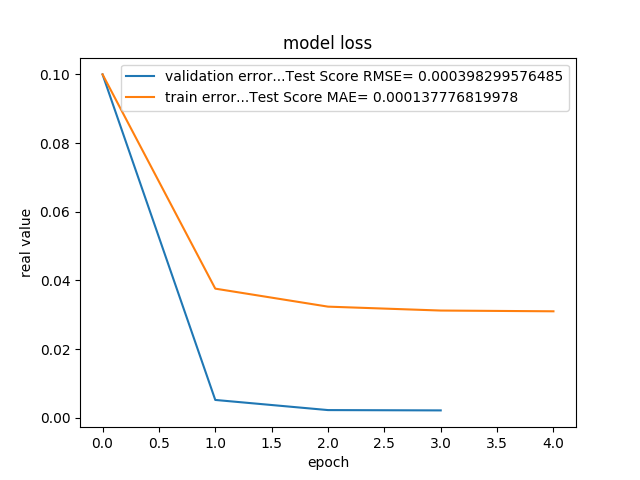 model loss
validation error...Test Score RMSE= 0.000398299576485
train error...Test Score MAE= 0.000137776819978
real value
0.10
0.08
0.06
0.04
0.02
0.00
0.0 0.5 1.0 1.5 2.0 2.5 3.0 3.5 4.0
epoch